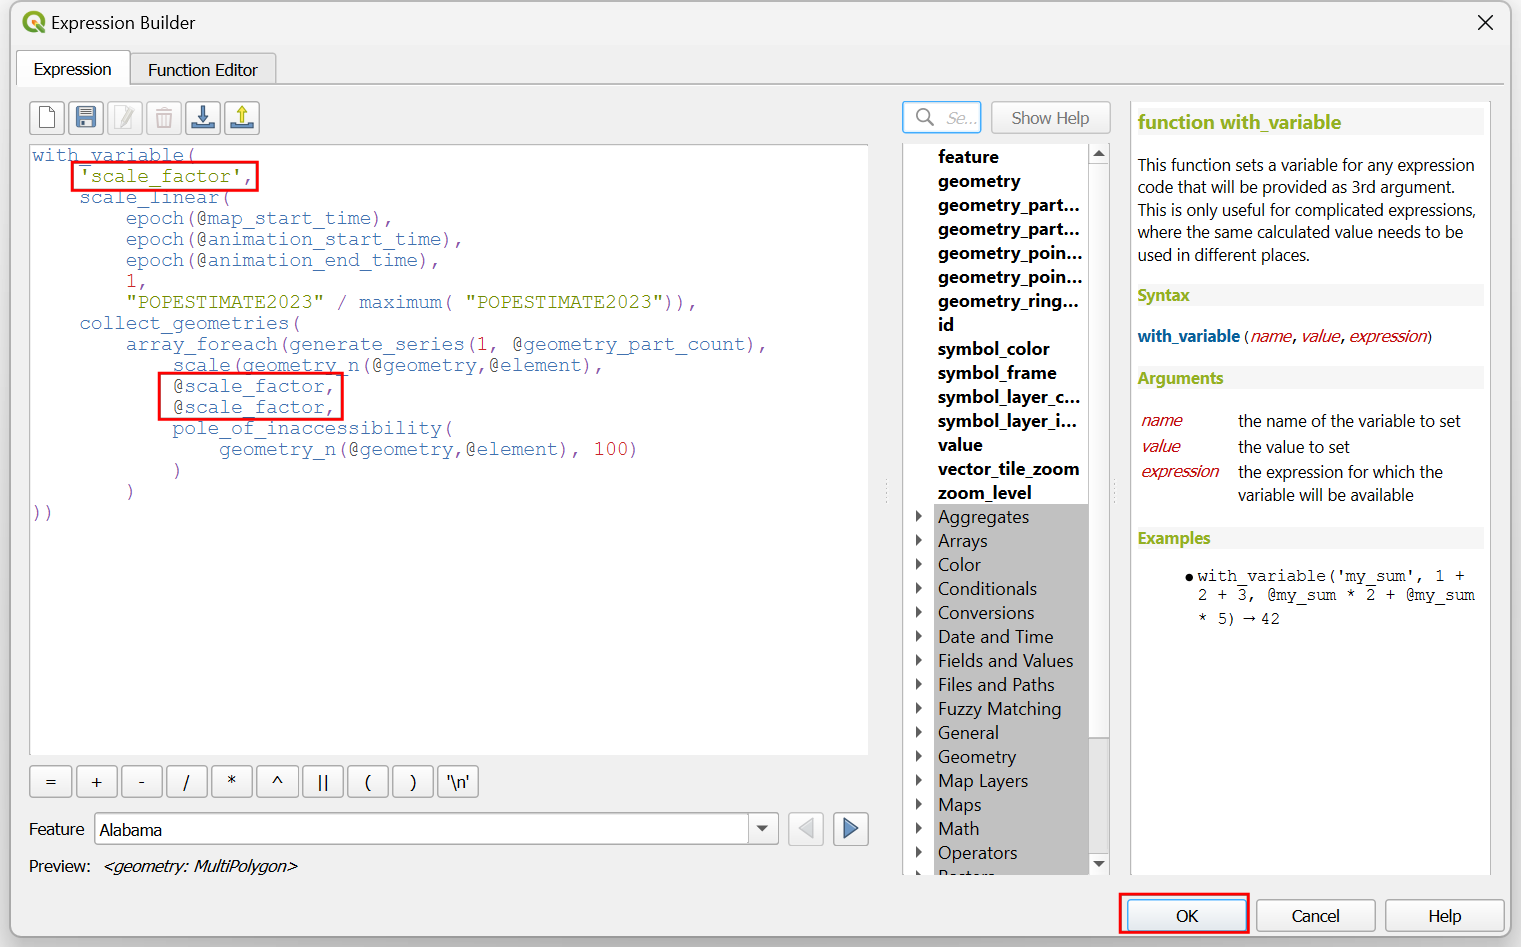 Expression Builder
Expression
Function Editor
with_variable(
'scale_factor',
scale_linear(
epoch(@map_start_time),
epoch(@animation_start_time),
epoch(@animation_end_time),
1,
"POPESTIMATE2023" / maximum( "POPESTIMATE2023")),
collect_geometries(
array_foreach(generate_series(1, @geometry_part_count),
scale(geometry_n(@geometry,@element),
@scale_factor,
@scale_factor,
pole_of_inaccessibility(
geometry_n(@geometry,@element), 100)
)
)
))
= + - / * ^ || ( ) '\n'
Feature Alabama
Preview: <geometry: MultiPolygon>
Se... Show Help
feature
geometry
geometry_part...
geometry_part...
geometry_poin...
geometry_poin...
geometry_ring...
id
symbol_color
symbol_frame
symbol_layer_c...
symbol_layer_i...
value
vector_tile_zoom
zoom_level
Aggregates
Arrays
Color
Conditionals
Conversions
Date and Time
Fields and Values
Files and Paths
Fuzzy Matching
General
Geometry
Map Layers
Maps
Math
Operators
function with_variable
This function sets a variable for any expression
code that will be provided as 3rd argument.
This is only useful for complicated expressions,
where the same calculated value needs to be
used in different places.
Syntax
with_variable(name, value, expression)
Arguments
name the name of the variable to set
value the value to set
expression the expression for which the
variable will be available
Examples
● with_variable('my_sum', 1 +
2 + 3, @my_sum * 2 + @my_sum
* 5) → 42
OK Cancel Help